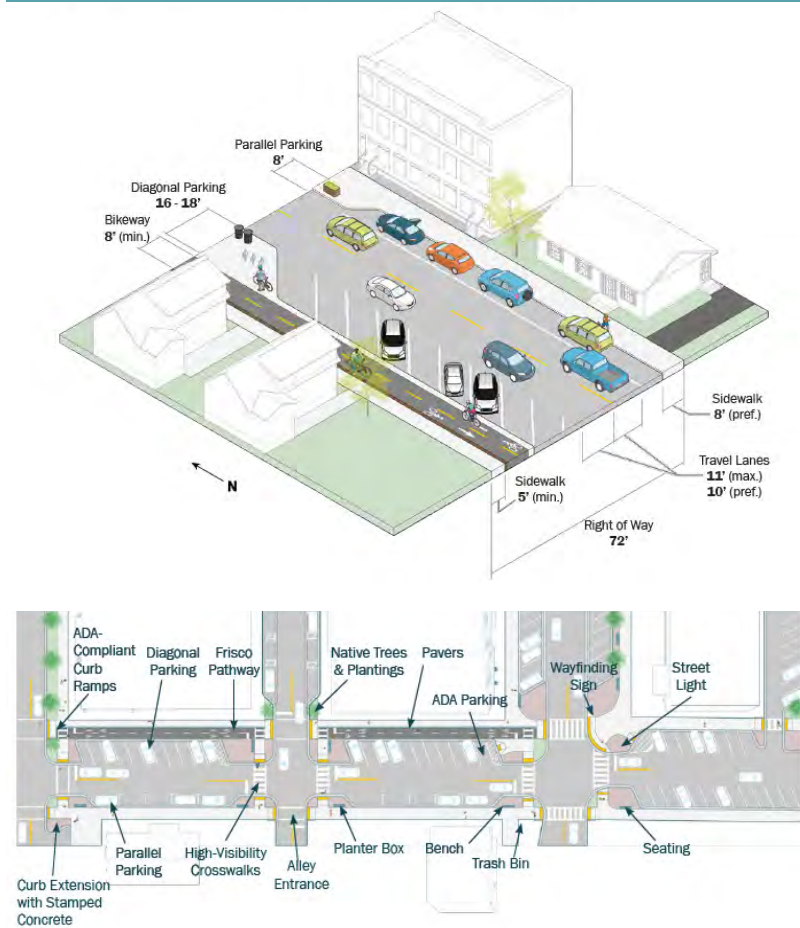 Parallel Parking
8'
Diagonal Parking
16 - 18'
Bikeway
8' (min.)
N
Sidewalk
8' (pref.)
Travel Lanes
11' (max.)
10' (pref.)
Sidewalk
5' (min.)
Right of Way
72'
ADA-
Compliant
Curb
Ramps
Diagonal
Parking
Frisco
Pathway
Native Trees
& Plantings
Pavers
ADA Parking
Wayfinding
Sign
Street
Light
Curb Extension
with Stamped
Concrete
Parallel
Parking
High-Visibility
Crosswalks
Alley
Entrance
Planter Box
Bench
Trash Bin
Seating